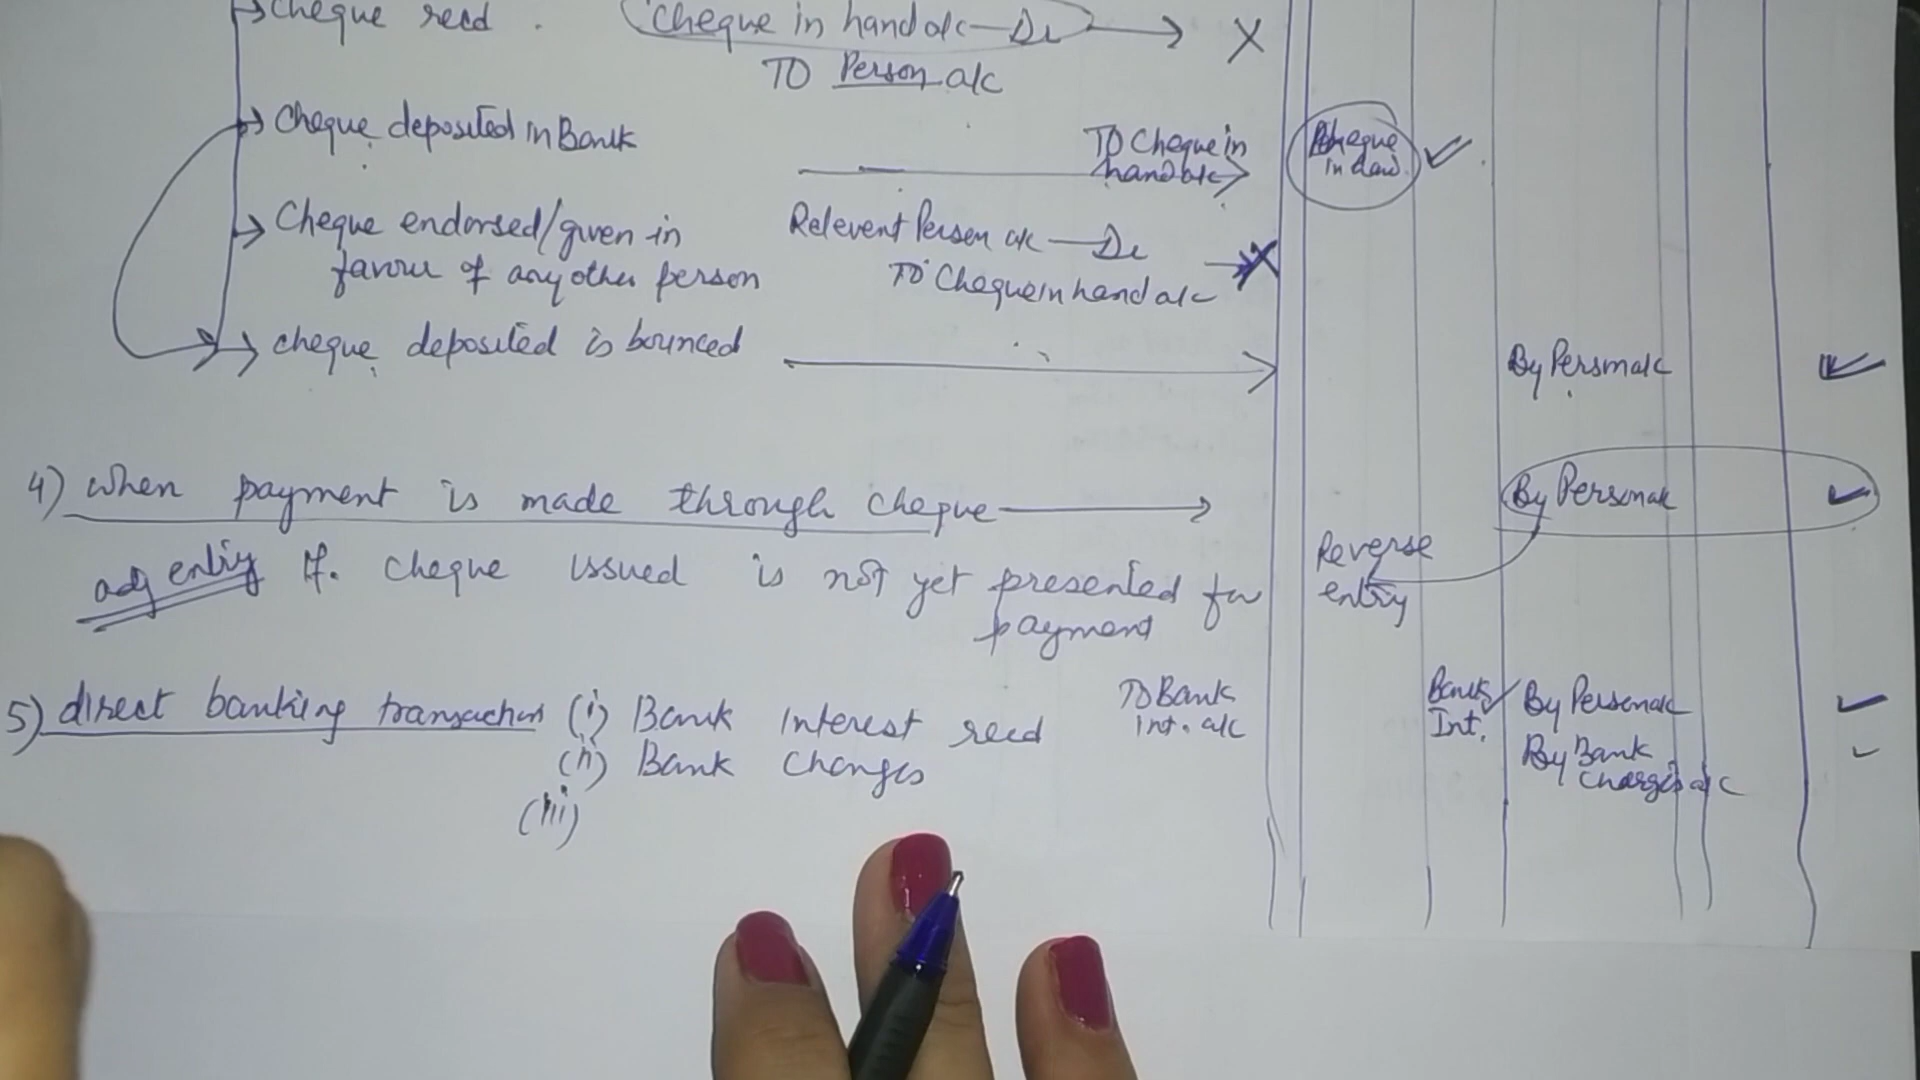 cheque recd . Cheque in hand a/c — Dr X
TO Person a/c
Cheque deposited in Bank TO Cheque in
hand a/c Cheque
in
Cheque endorsed/given in Relevent Person a/c — Dr
favour of any other person TO Cheque in hand a/c X
cheque deposited is bounced By Person a/c
4) when payment is made through cheque By Person a/c
adj entry If cheque issued is not yet presented for Reverse
payment entry
5) direct banking transaction (i) Bank Interest recd TO Bank Bank By Person a/c
Int. a/c Int.
(ii) Bank Charges By Bank
Charges a/c
(iii)